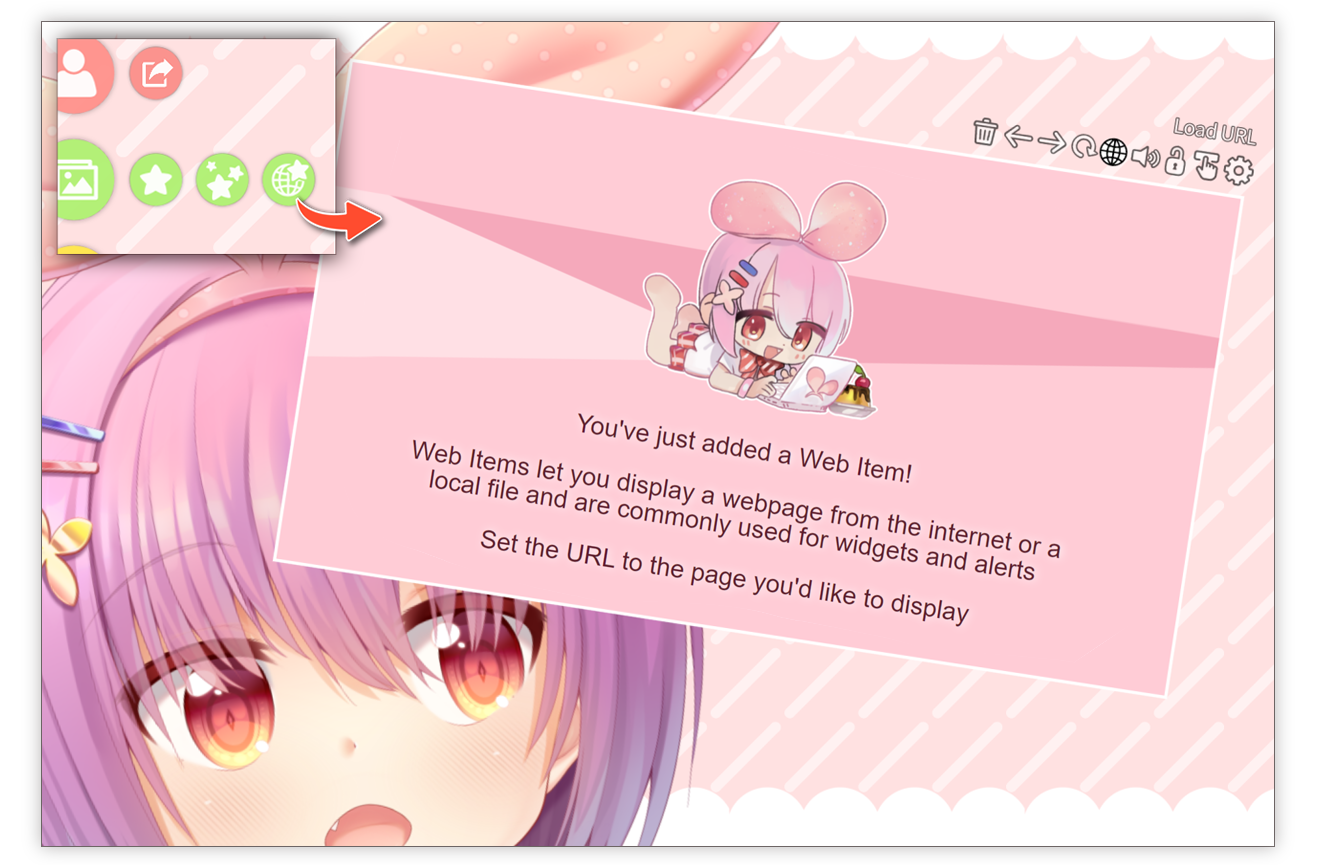 Load URL
You've just added a Web Item!
Web Items let you display a webpage from the internet or a
local file and are commonly used for widgets and alerts
Set the URL to the page you'd like to display